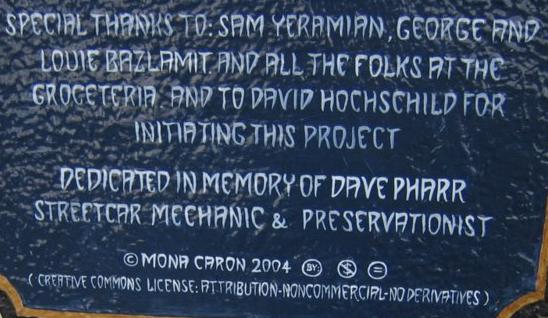 SPECIAL THANKS TO: SAM YERAMIAN, GEORGE AND
LOUIE BAZLAMIT AND ALL THE FOLKS AT THE
GROCETERIA. AND TO DAVID HOCHSCHILD FOR
INITIATING THIS PROJECT
DEDICATED IN MEMORY OF DAVE PHARR
STREETCAR MECHANIC & PRESERVATIONIST
© MONA CARON 2004 BY: $ =
( CREATIVE COMMONS LICENSE: ATTRIBUTION-NONCOMMERCIAL-NO DERIVATIVES )